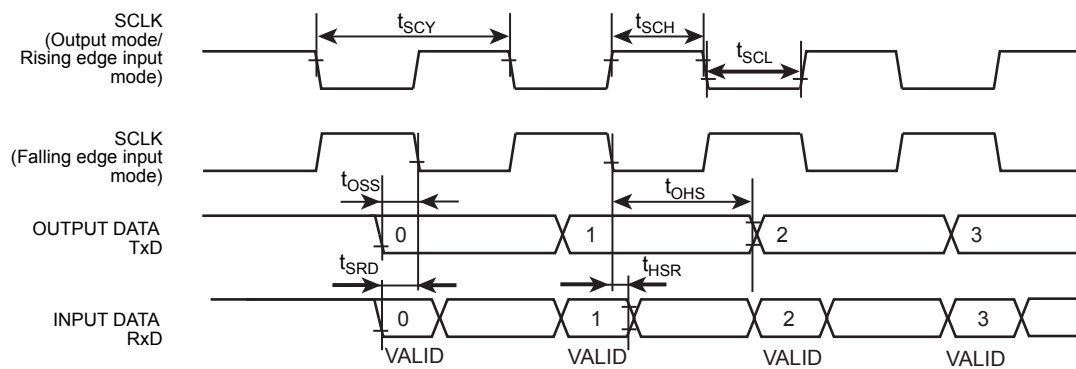 SCLK
(Output mode/
Rising edge input
mode)
tSCY
tSCH
tSCL
SCLK
(Falling edge input
mode)
tOSS
tOHS
OUTPUT DATA
TxD
0
1
2
3
tSRD
tHSR
INPUT DATA
RxD
0
1
2
3
VALID
VALID
VALID
VALID